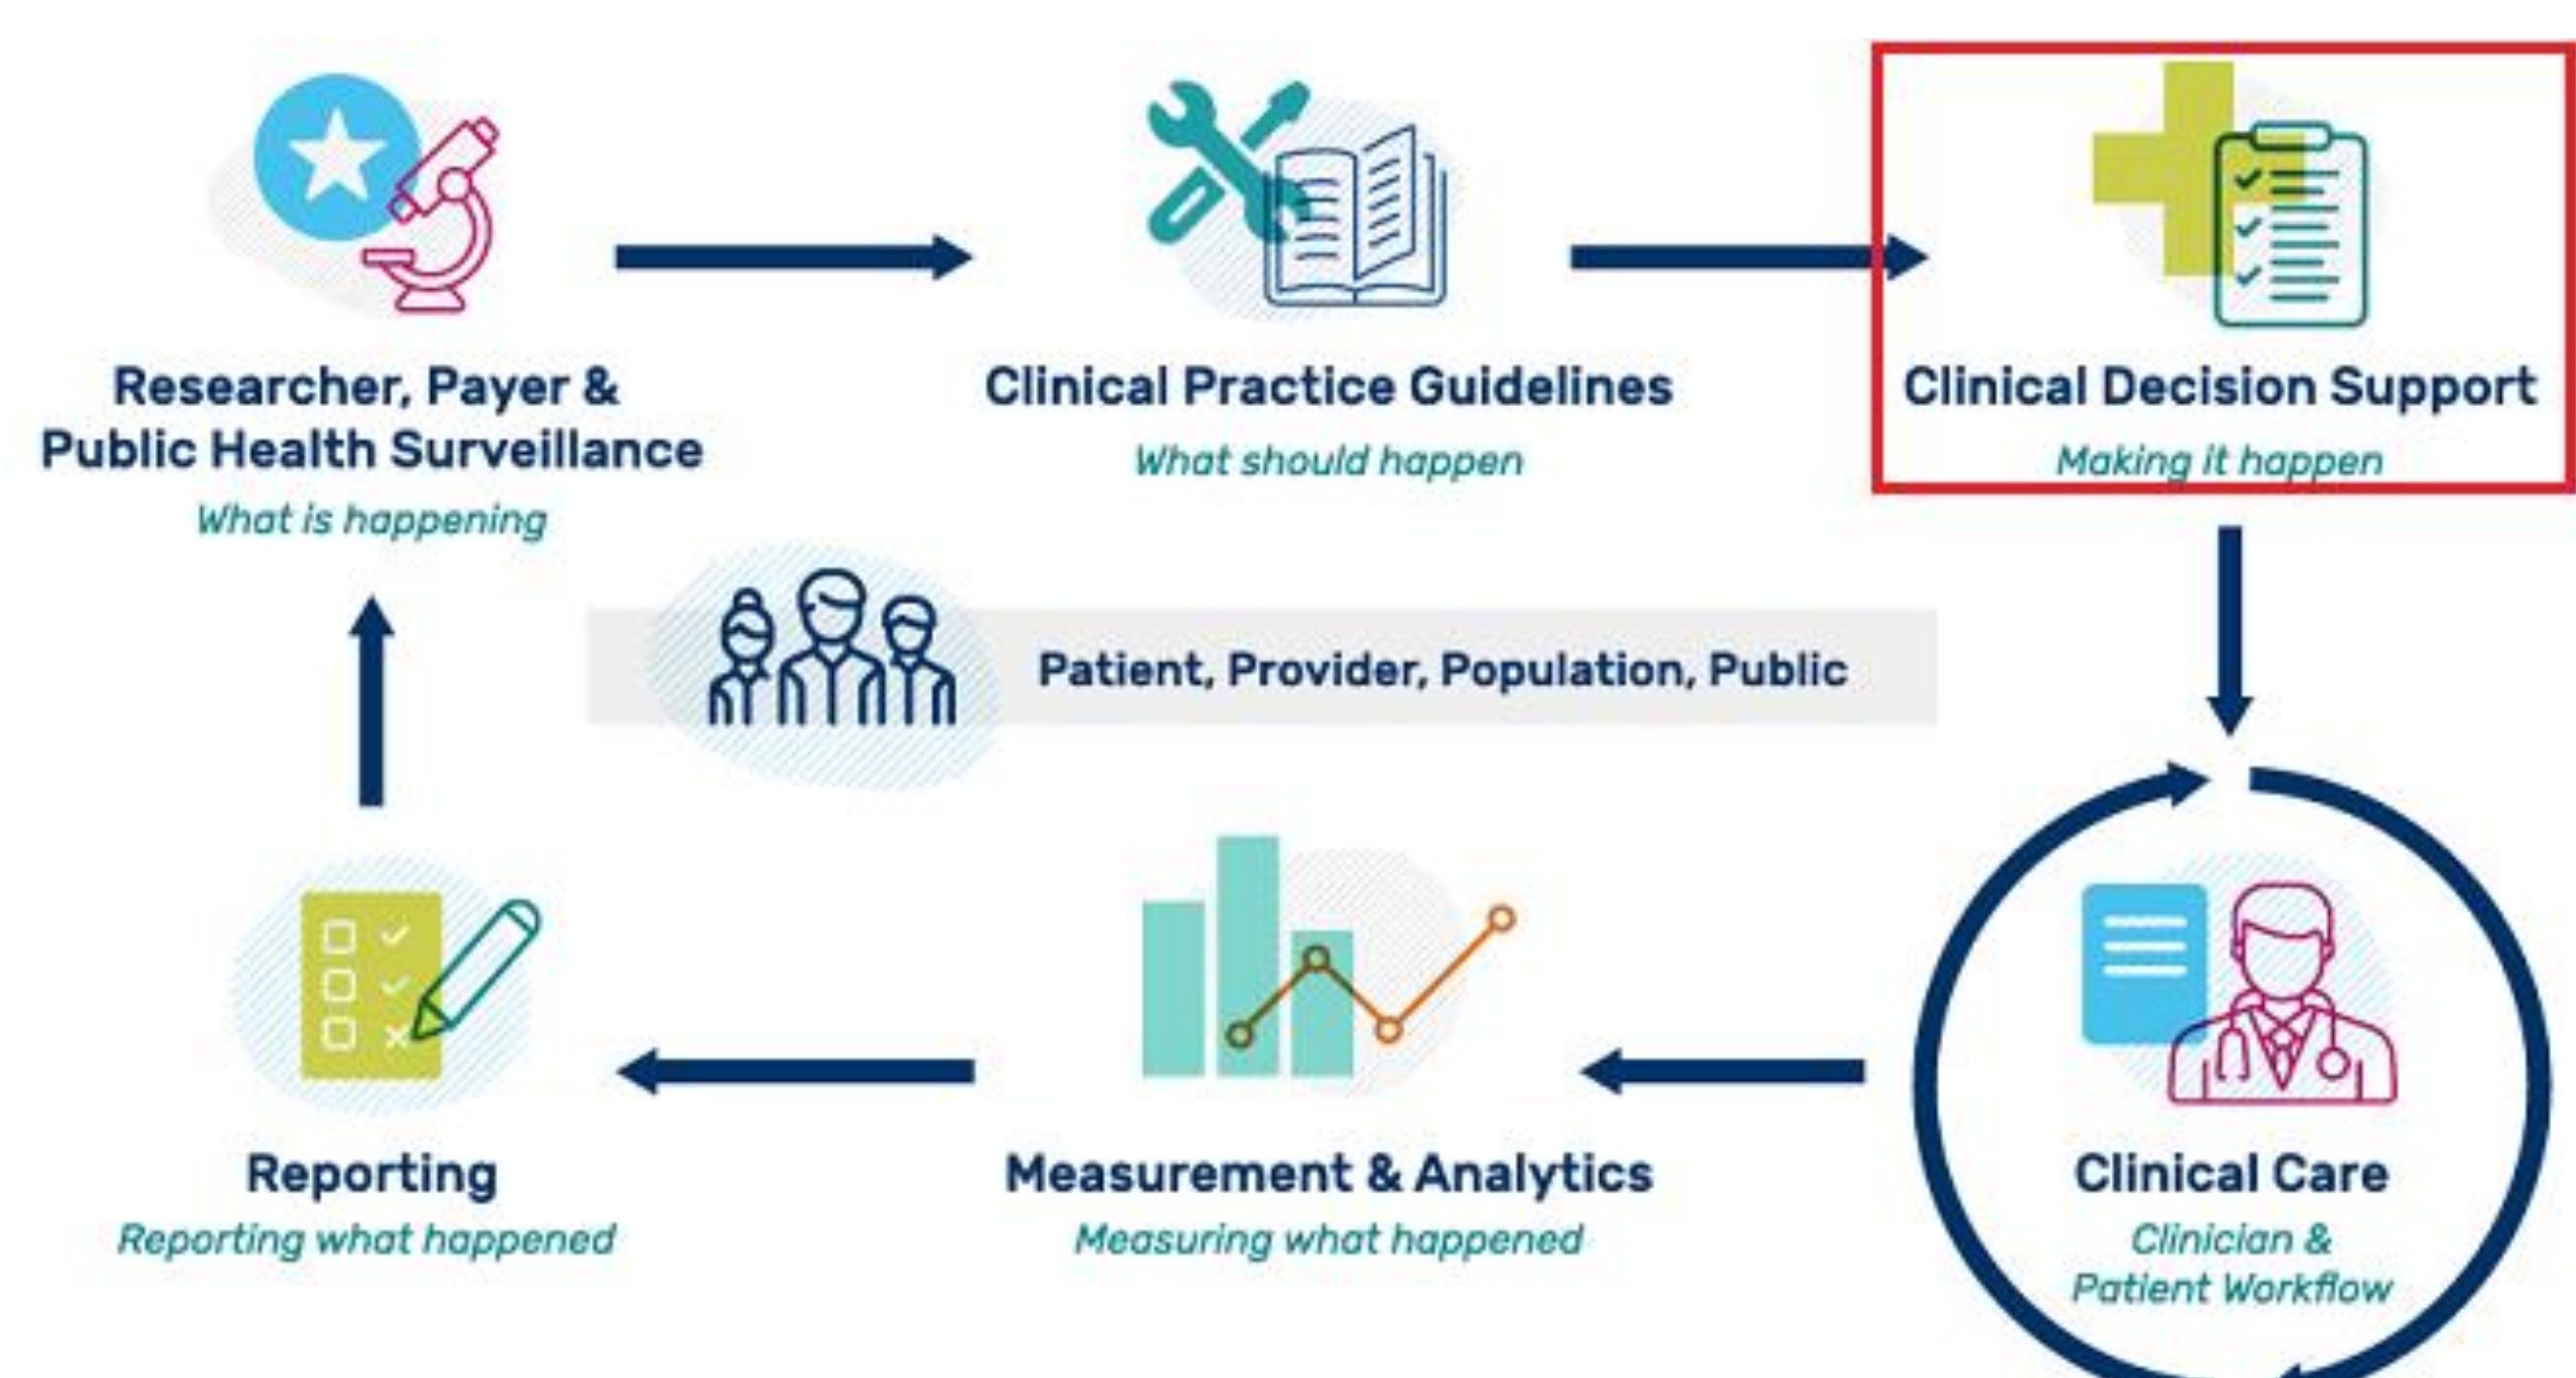 Researcher, Payer &
Public Health Surveillance
What is happening
Clinical Practice Guidelines
What should happen
Clinical Decision Support
Making it happen
Patient, Provider, Population, Public
Reporting
Reporting what happened
Measurement & Analytics
Measuring what happened
Clinical Care
Clinician &
Patient Workflow